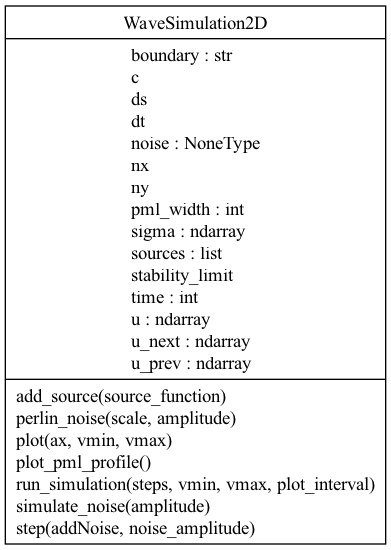 WaveSimulation2D
boundary : str
c
ds
dt
noise : NoneType
nx
ny
pml_width : int
sigma : ndarray
sources : list
stability_limit
time : int
u : ndarray
u_next : ndarray
u_prev : ndarray
add_source(source_function)
perlin_noise(scale, amplitude)
plot(ax, vmin, vmax)
plot_pml_profile()
run_simulation(steps, vmin, vmax, plot_interval)
simulate_noise(amplitude)
step(addNoise, noise_amplitude)